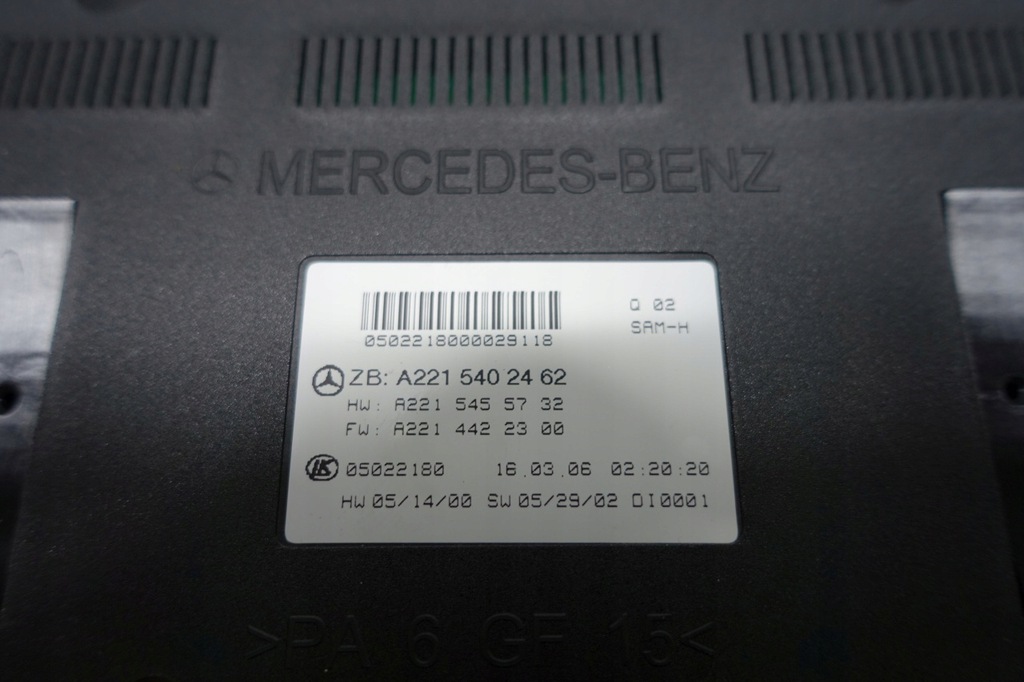 MERCEDES-BENZ
Q 02
SAM-H
0502218000029118
ZB: A221 540 24 62
HW: A221 545 57 32
FW: A221 442 23 00
LK 05022180 16.03.06 02:20:20
HW 05/14/00 SW 05/29/02 DI0001
>PA 6 GF 15<